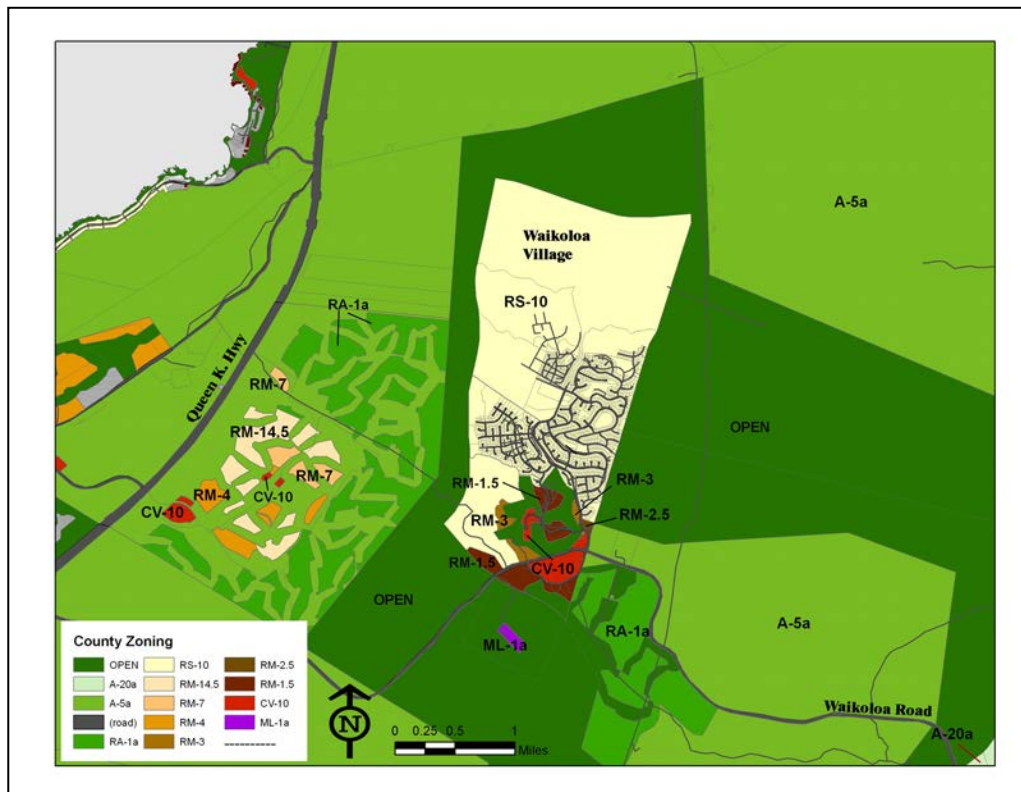 A-5a
Waikoloa
Village
RS-10
RA-1a
Queen K. Hwy
RM-7
RM-14.5
OPEN
RM-7
RM-1.5
RM-3
RM-4
CV-10
CV-10
RM-3
RM-2.5
RM-1.5
CV-10
OPEN
RA-1a
A-5a
ML-1a
Waikoloa Road
A-20a
County Zoning
OPEN
A-20a
A-5a
(road)
RA-1a
RS-10
RM-14.5
RM-7
RM-4
RM-3
RM-2.5
RM-1.5
CV-10
ML-1a
----------
N
0 0.25 0.5 1
Miles